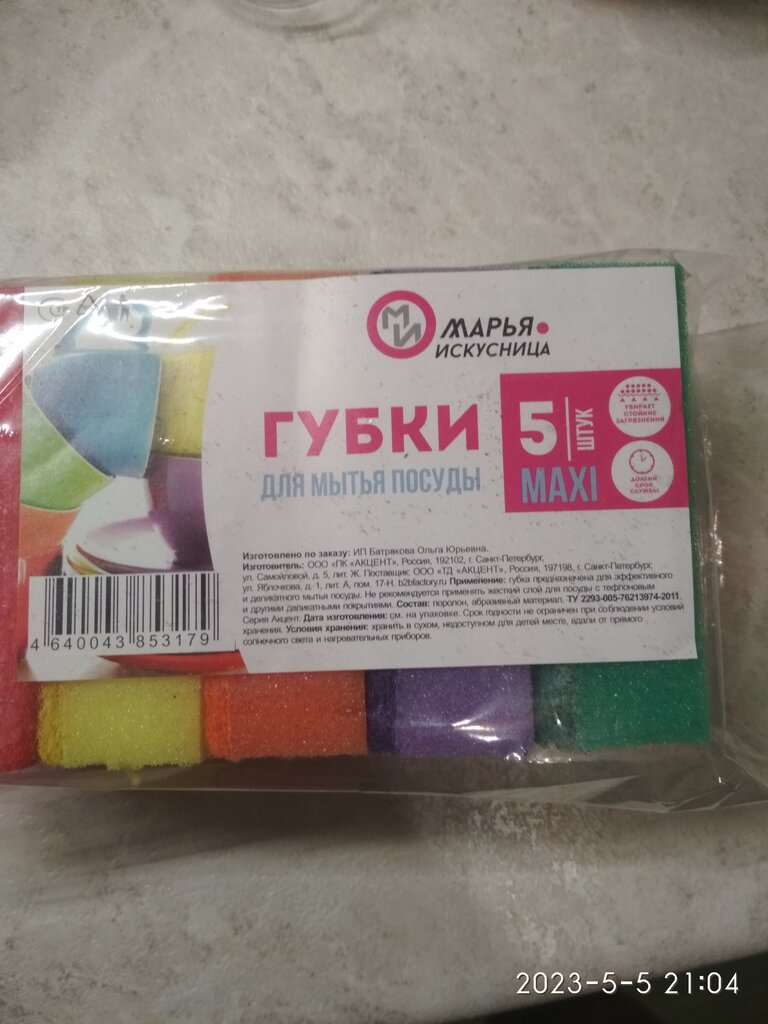 МИ
МАРЬЯ
ИСКУСНИЦА
ГУБКИ
ДЛЯ МЫТЬЯ ПОСУДЫ
5 ШТУК
MAXI
УБИРАЕТ
СТОЙКИЕ
ЗАГРЯЗНЕНИЯ
ДОЛГИЙ
СРОК
СЛУЖБЫ
Изготовлено по заказу: ИП Батракова Ольга Юрьевна.
Изготовитель: ООО «ПК «АКЦЕНТ», Россия, 192102, г. Санкт-Петербург,
ул. Самойловой, д. 5, лит. Ж. Поставщик: ООО «ТД «АКЦЕНТ», Россия, 197198, г. Санкт-Петербург,
ул. Яблочкова, д. 1, лит. А, пом. 17-Н. b2bfactory.ru Применение: губка предназначена для эффективного
и деликатного мытья посуды. Не рекомендуется применять жесткий слой для посуды с тефлоновым
и другими деликатными покрытиями. Состав: поролон, абразивный материал. ТУ 2293-005-76213974-2011.
Серия Акцент. Дата изготовления: см. на упаковке. Срок годности не ограничен при соблюдении условий
хранения. Условия хранения: хранить в сухом, недоступном для детей месте, вдали от прямого
солнечного света и нагревательных приборов.
4 640043 853179
2023-5-5 21:04